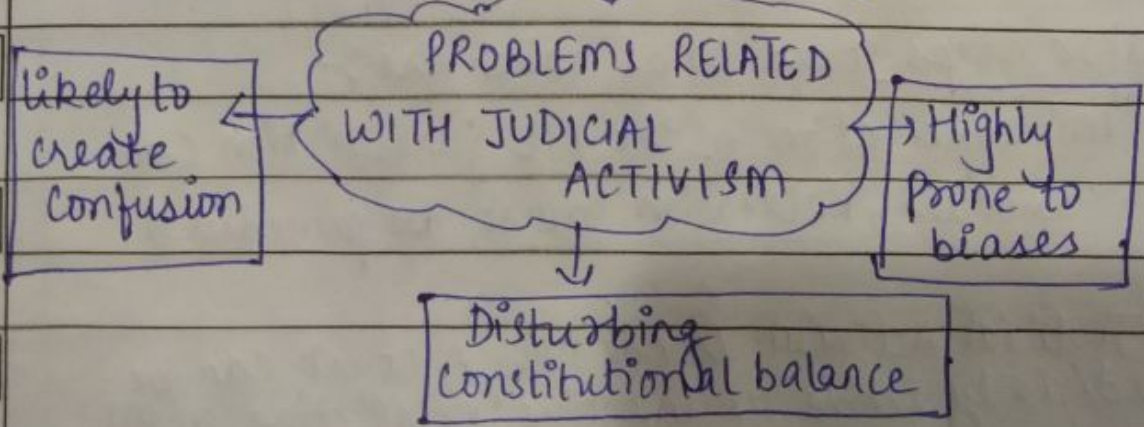 PROBLEMS RELATED
WITH JUDICIAL
ACTIVISM
likely to
create
confusion
Highly
prone to
biases
Disturbing
constitutional balance